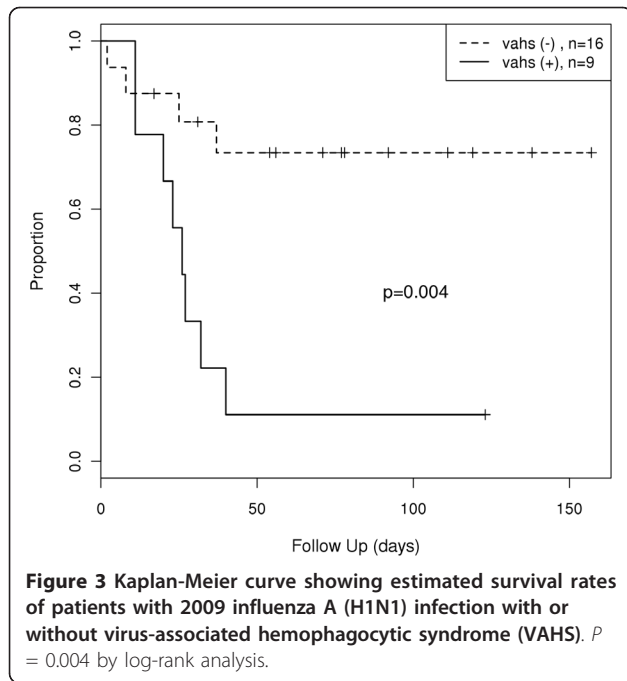 vahs (-) , n=16
vahs (+), n=9
1.0
0.8
0.6
0.4
0.2
0.0
Proportion
p=0.004
0 50 100 150
Follow Up (days)
Figure 3 Kaplan-Meier curve showing estimated survival rates
of patients with 2009 influenza A (H1N1) infection with or
without virus-associated hemophagocytic syndrome (VAHS). P
= 0.004 by log-rank analysis.